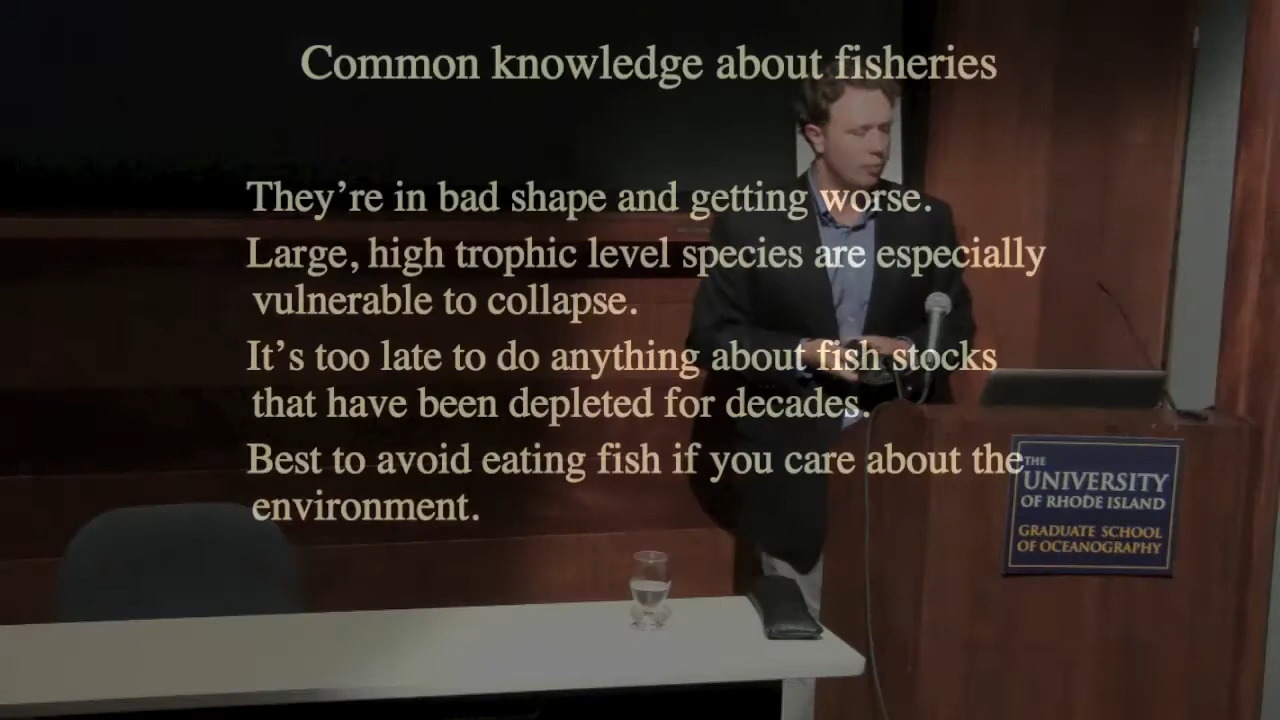 Common knowledge about fisheries
They're in bad shape and getting worse.
Large, high trophic level species are especially
vulnerable to collapse.
It's too late to do anything about fish stocks
that have been depleted for decades.
Best to avoid eating fish if you care about the
environment.
THE
UNIVERSITY
OF RHODE ISLAND
GRADUATE SCHOOL
OF OCEANOGRAPHY